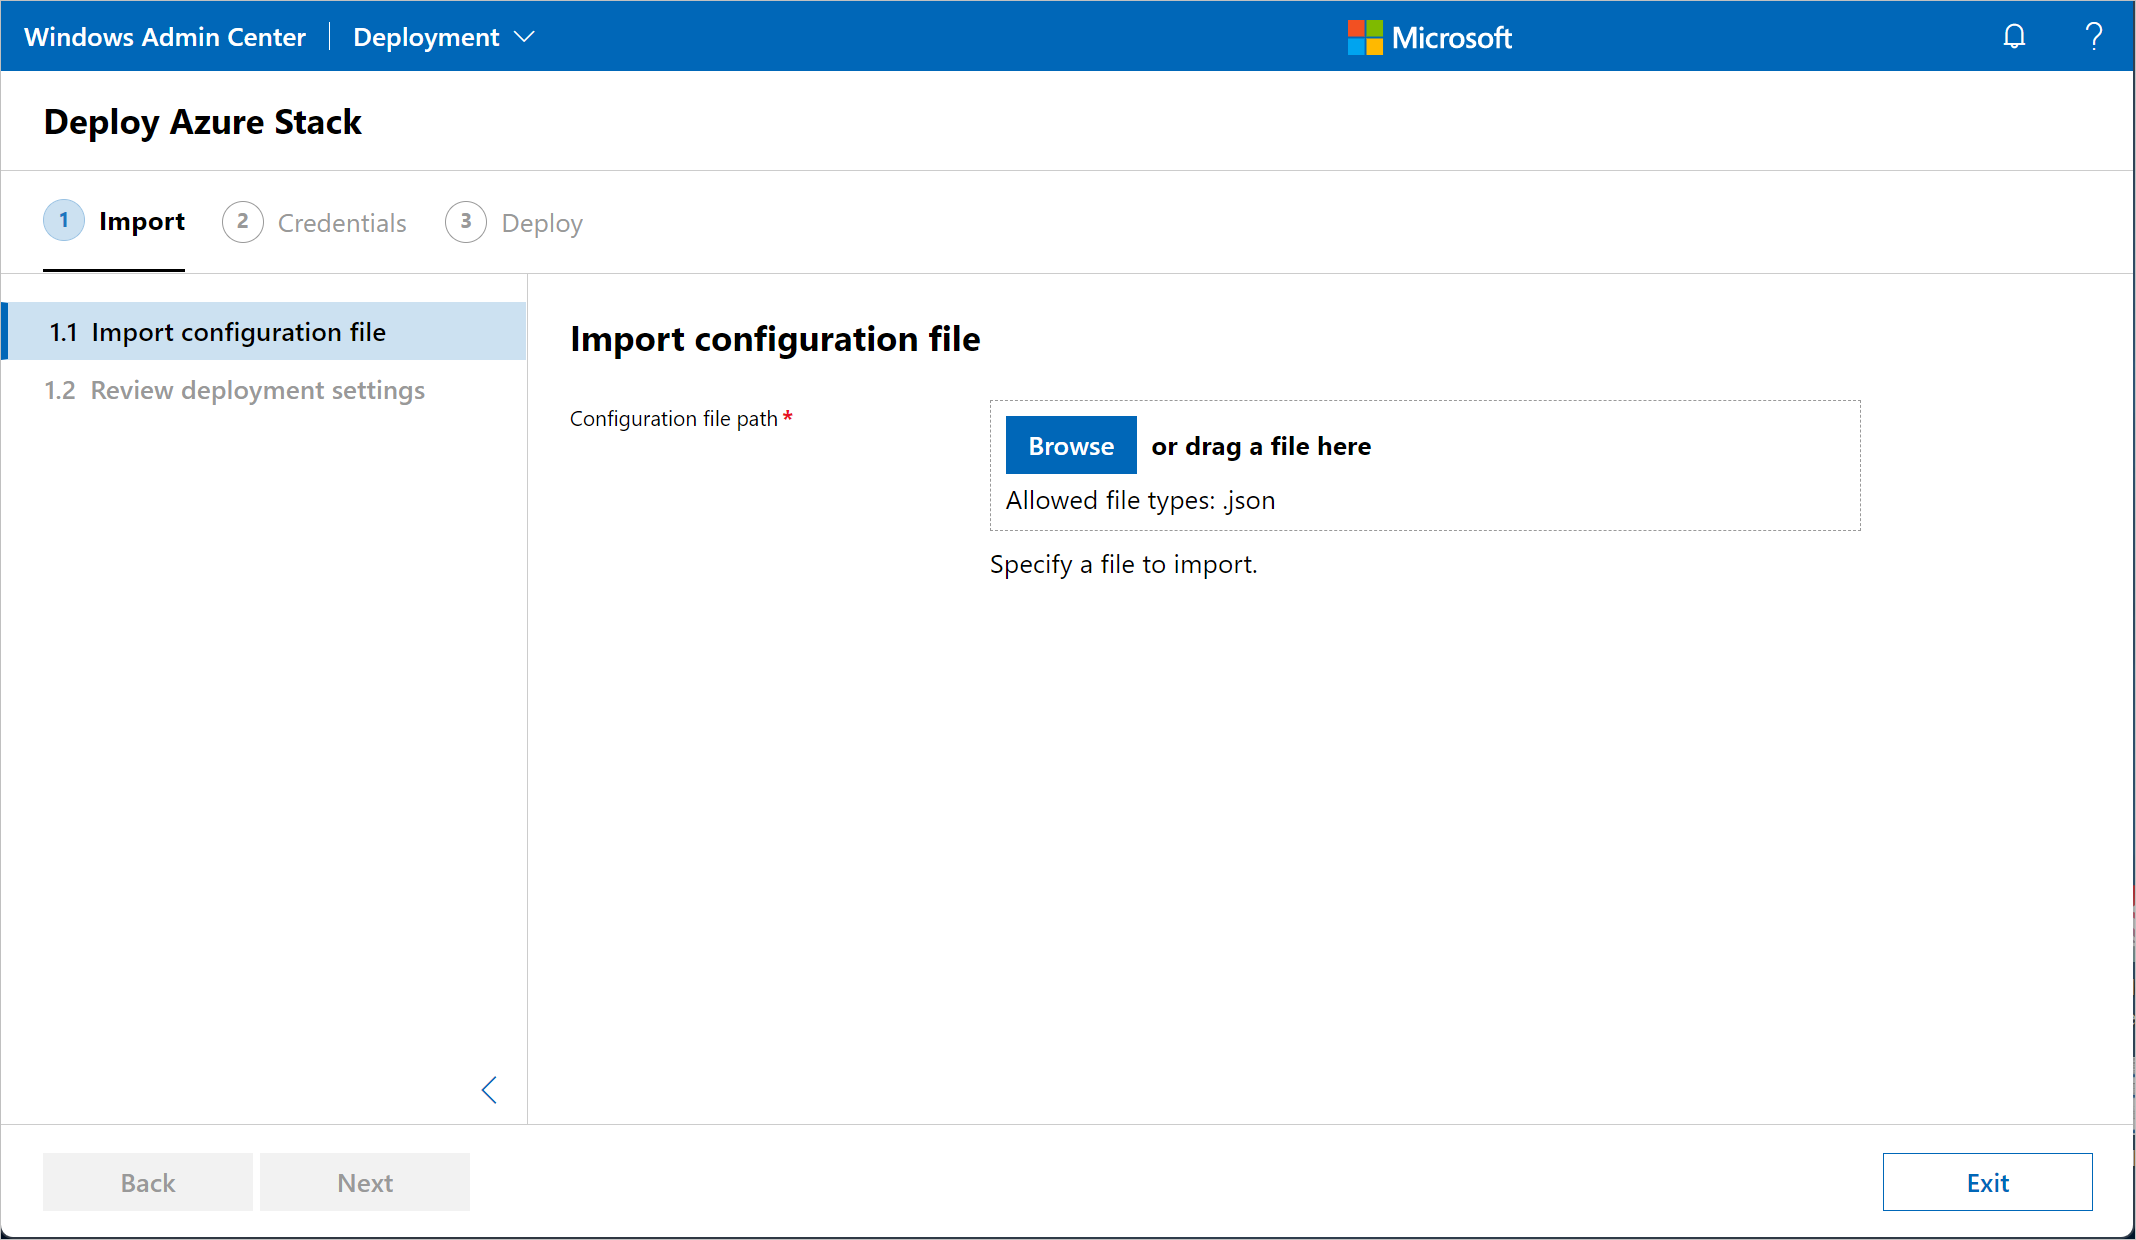 Windows Admin Center
Deployment
Microsoft
?
Deploy Azure Stack
1 Import
2 Credentials
3 Deploy
1.1 Import configuration file
1.2 Review deployment settings
Import configuration file
Configuration file path *
Browse or drag a file here
Allowed file types: .json
Specify a file to import.
Back
Next
Exit